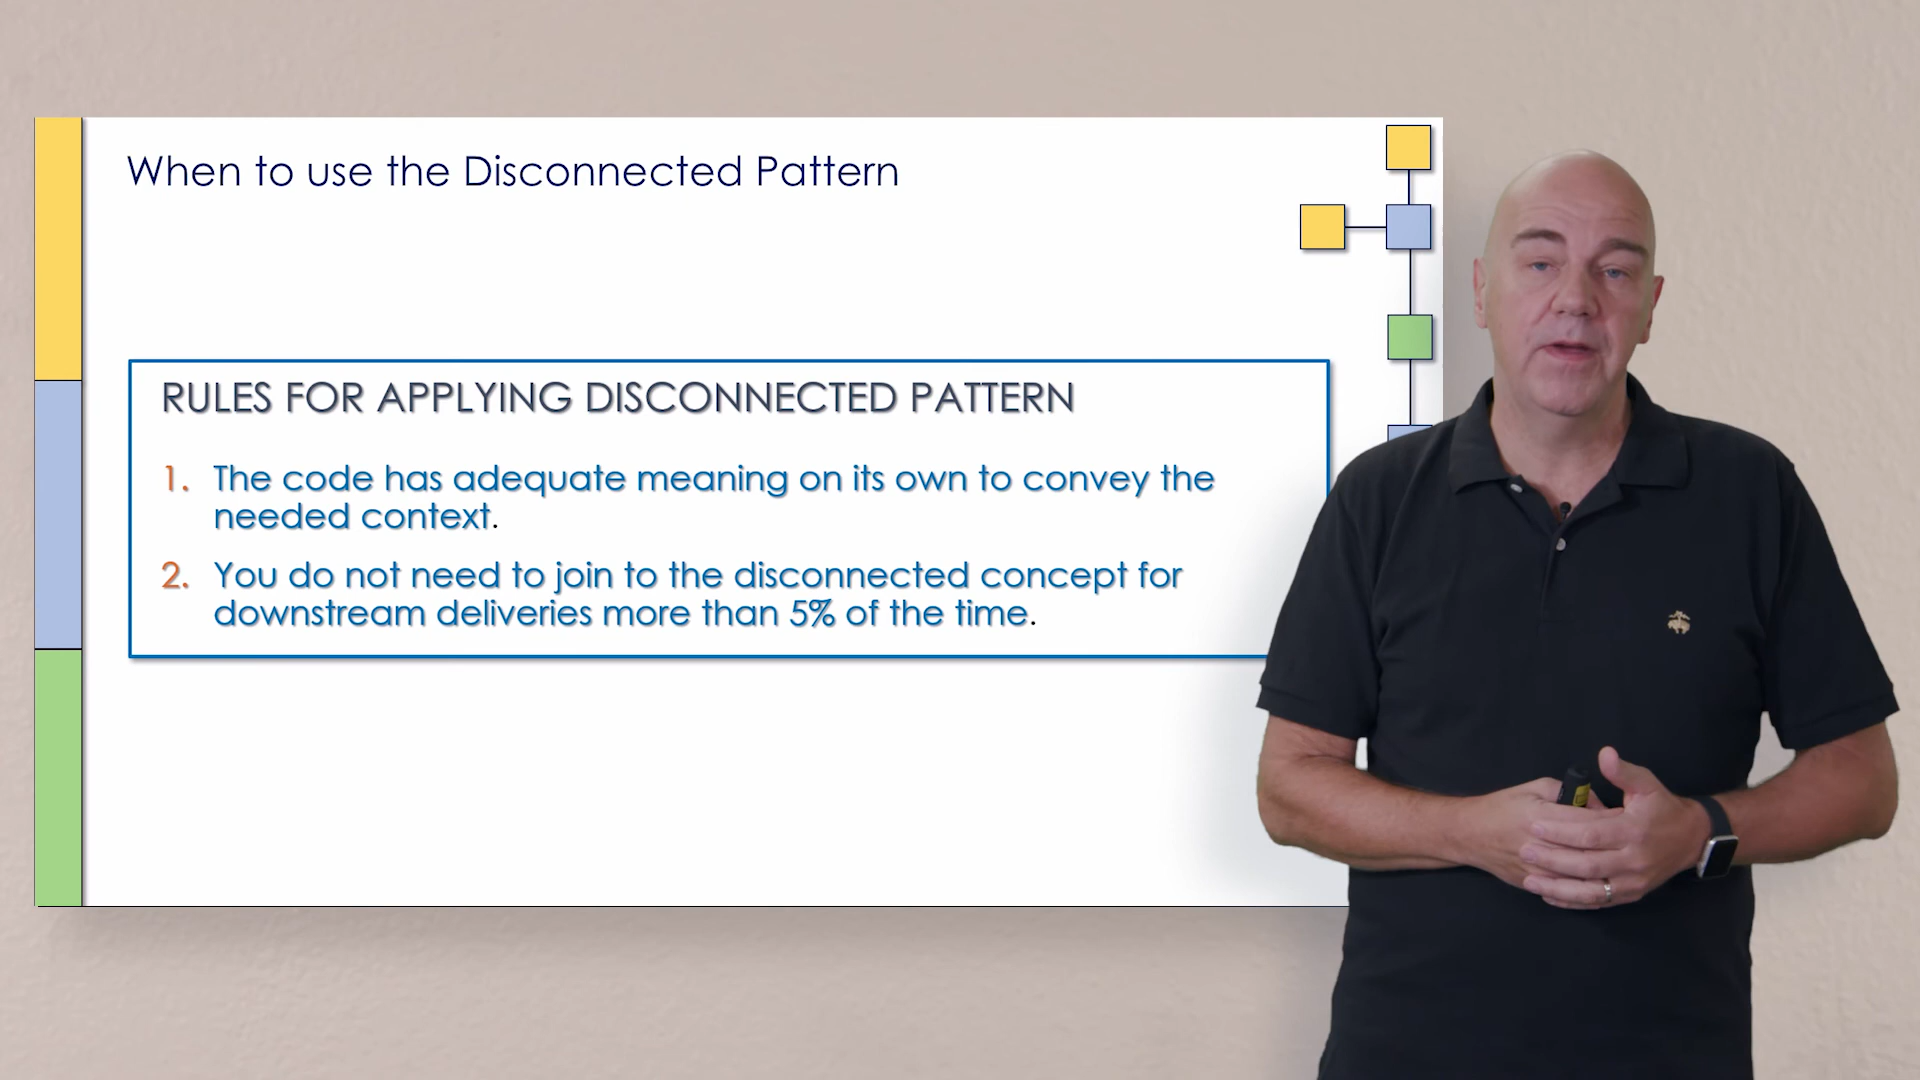 When to use the Disconnected Pattern
RULES FOR APPLYING DISCONNECTED PATTERN
1. The code has adequate meaning on its own to convey the
needed context.
2. You do not need to join to the disconnected concept for
downstream deliveries more than 5% of the time.